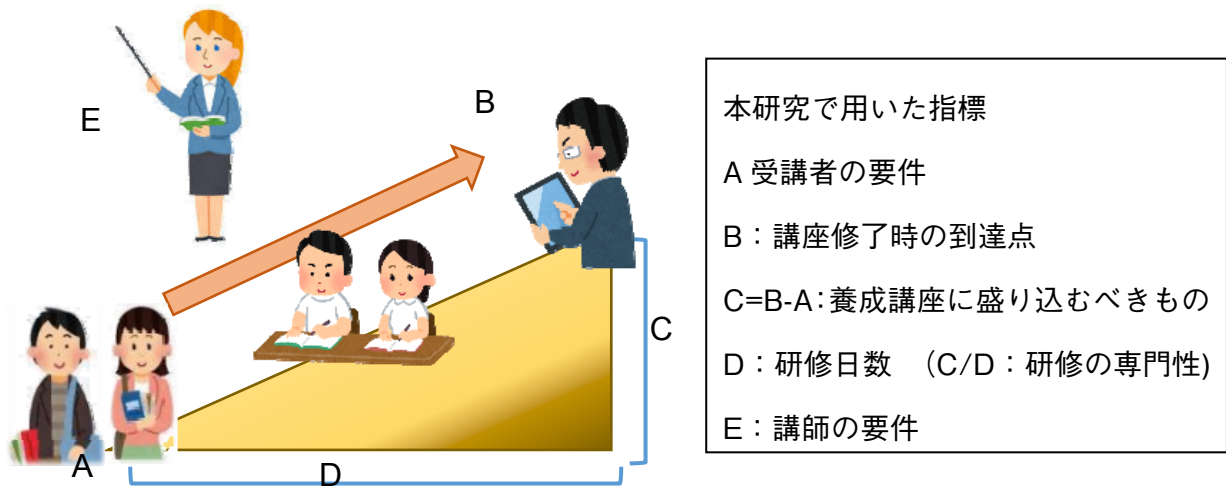 E
B
C
A
D
本研究で用いた指標
A 受講者の要件
B：講座修了時の到達点
C=B-A：養成講座に盛り込むべきもの
D：研修日数　（C/D：研修の専門性)
E：講師の要件